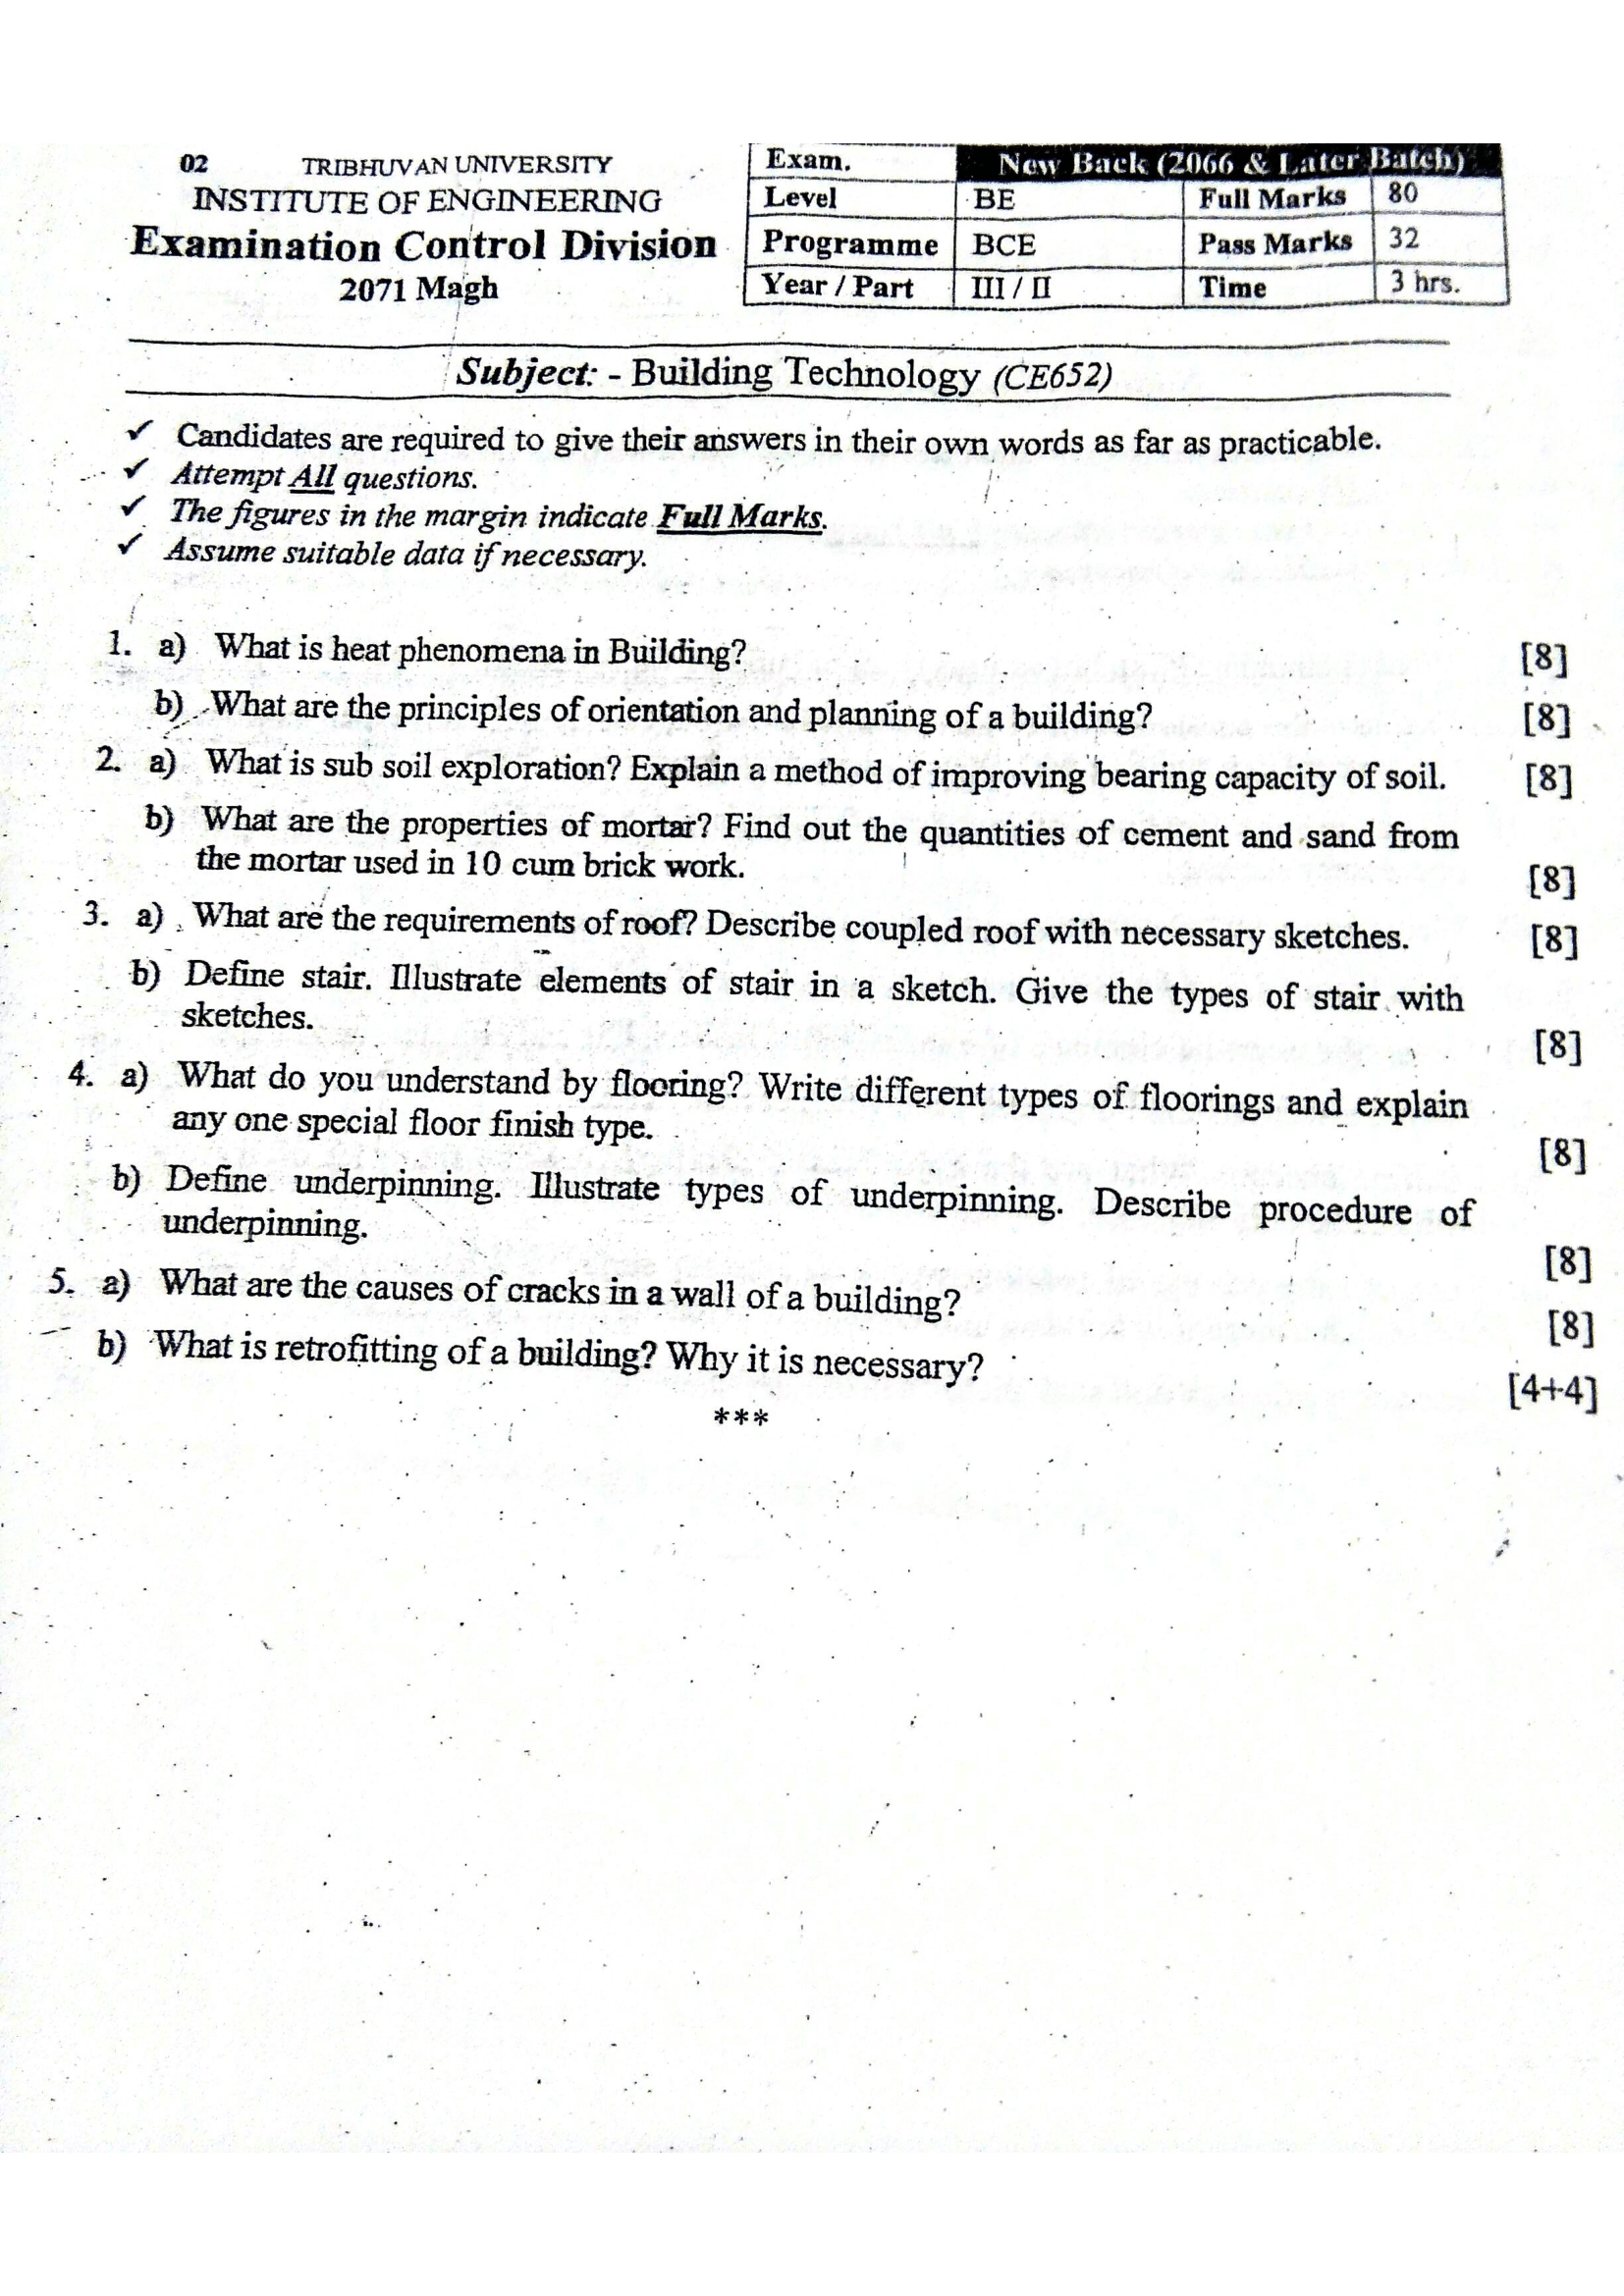 02 TRIBHUVAN UNIVERSITY
INSTITUTE OF ENGINEERING
Examination Control Division
2071 Magh
Exam. New Back (2066 & Later Batch)
Level BE Full Marks 80
Programme BCE Pass Marks 32
Year / Part III / II Time 3 hrs.
Subject: - Building Technology (CE652)
✓ Candidates are required to give their answers in their own words as far as practicable.
✓ Attempt All questions.
✓ The figures in the margin indicate Full Marks.
✓ Assume suitable data if necessary.
1. a) What is heat phenomena in Building? [8]
b) What are the principles of orientation and planning of a building? [8]
2. a) What is sub soil exploration? Explain a method of improving bearing capacity of soil. [8]
b) What are the properties of mortar? Find out the quantities of cement and sand from
the mortar used in 10 cum brick work. [8]
3. a) What are the requirements of roof? Describe coupled roof with necessary sketches. [8]
b) Define stair. Illustrate elements of stair in a sketch. Give the types of stair with
sketches. [8]
4. a) What do you understand by flooring? Write different types of floorings and explain
any one special floor finish type. [8]
b) Define underpinning. Illustrate types of underpinning. Describe procedure of
underpinning. [8]
5. a) What are the causes of cracks in a wall of a building? [8]
b) What is retrofitting of a building? Why it is necessary? [4+4]
***